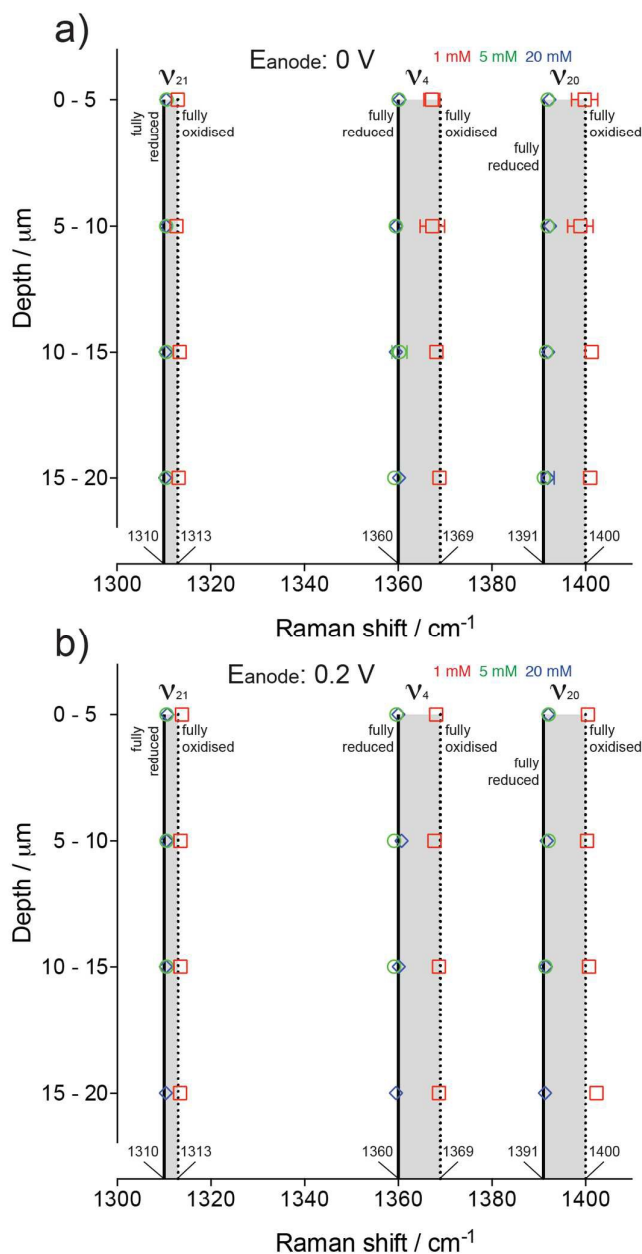 a)
Eanode: 0 V
1 mM 5 mM 20 mM
ν21 ν4 ν20
0 - 5
fully reduced
fully oxidised
fully reduced
fully oxidised
fully reduced
fully oxidised
5 - 10
Depth / μm
10 - 15
15 - 20
1310 1313 1360 1369 1391 1400
1300 1320 1340 1360 1380 1400
Raman shift / cm-1
b)
Eanode: 0.2 V
1 mM 5 mM 20 mM
ν21 ν4 ν20
0 - 5
fully reduced
fully oxidised
fully reduced
fully oxidised
fully reduced
fully oxidised
5 - 10
Depth / μm
10 - 15
15 - 20
1310 1313 1360 1369 1391 1400
1300 1320 1340 1360 1380 1400
Raman shift / cm-1